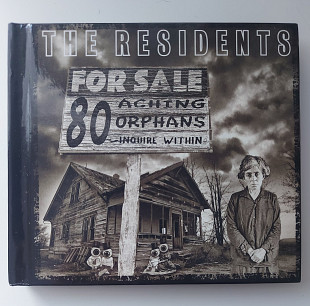 THE RESIDENTS
FOR SALE
80 ACHING
ORPHANS
-INQUIRE WITHIN-